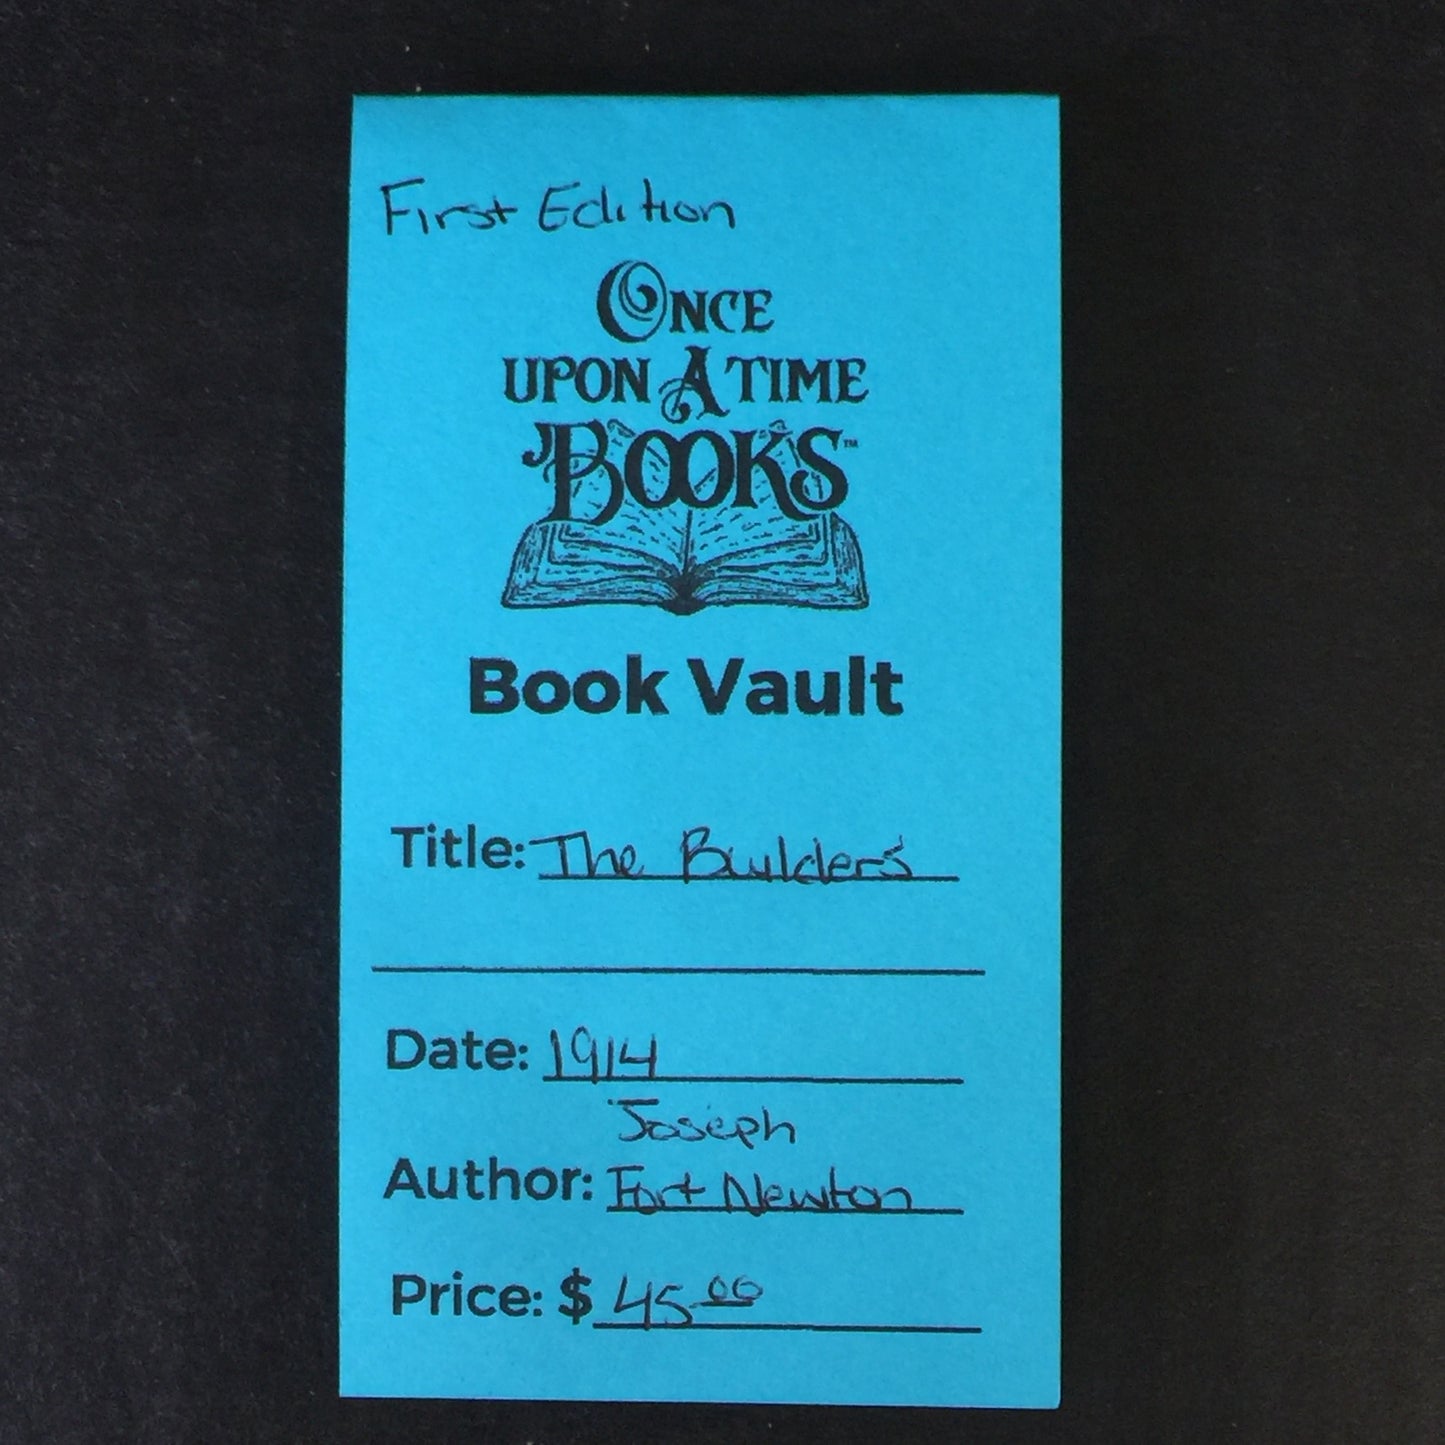 First Edition
ONCE
UPON A TIME
BOOKS™
Book Vault
Title: The Builders
Date: 1914
Joseph
Author: Fort Newton
Price: $ 45.00